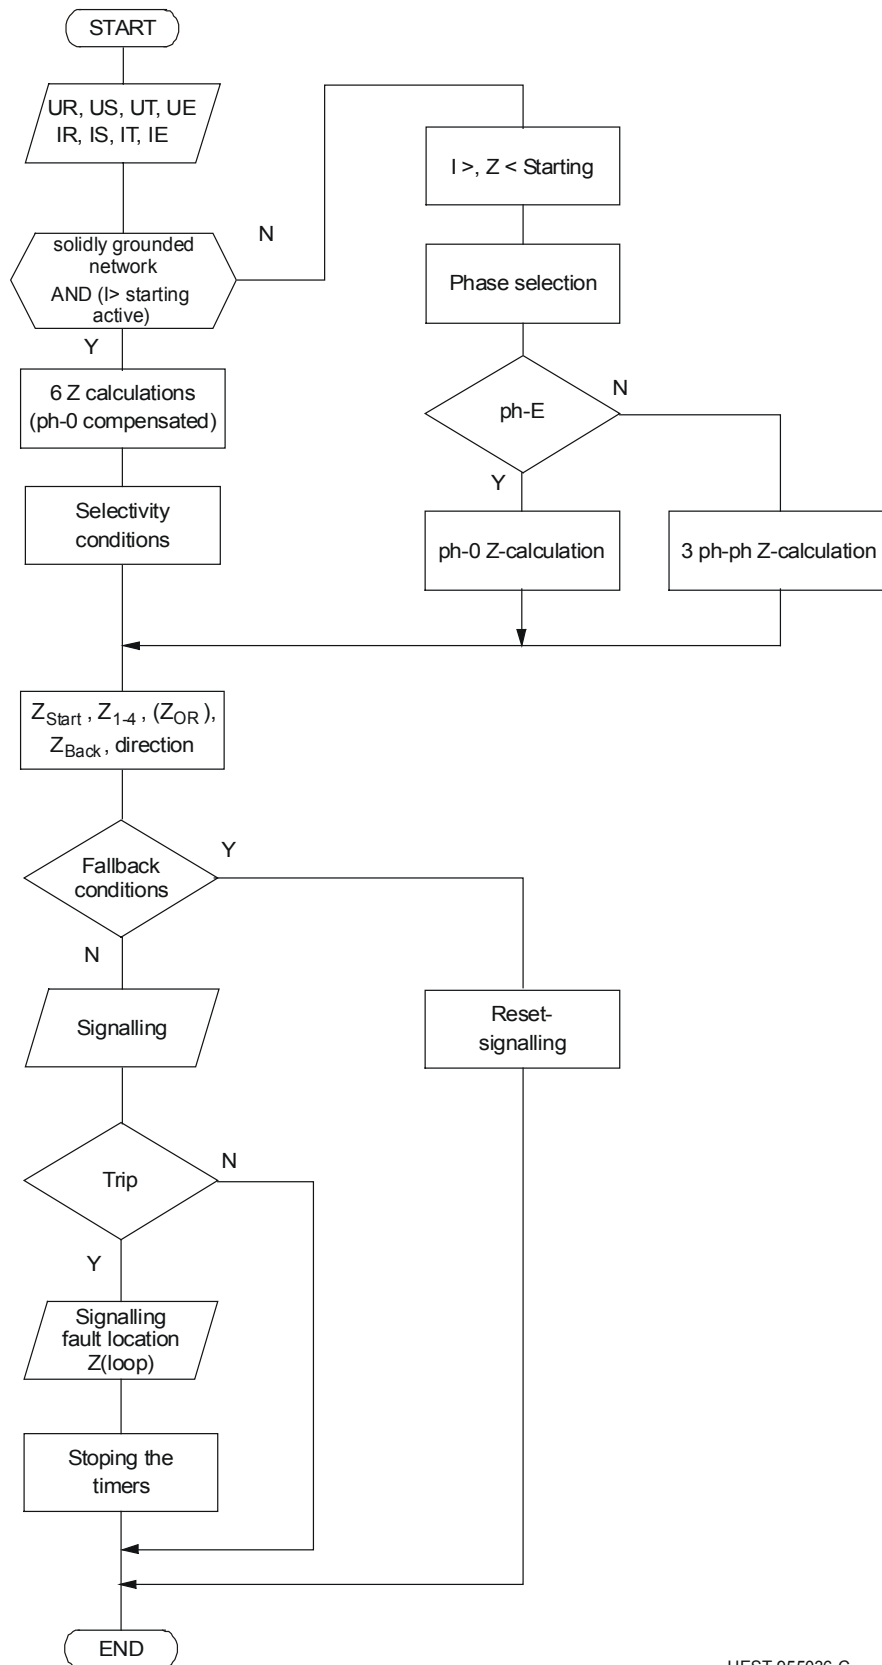 START
UR, US, UT, UE
IR, IS, IT, IE
solidly grounded
network
AND (I> starting
active)
N
Y
I >, Z < Starting
Phase selection
ph-E
N
Y
6 Z calculations
(ph-0 compensated)
Selectivity
conditions
ph-0 Z-calculation
3 ph-ph Z-calculation
ZStart , Z1-4 , (ZOR),
ZBack , direction
Fallback
conditions
Y
N
Signalling
Reset-
signalling
Trip
N
Y
Signalling
fault location
Z(loop)
Stoping the
timers
END